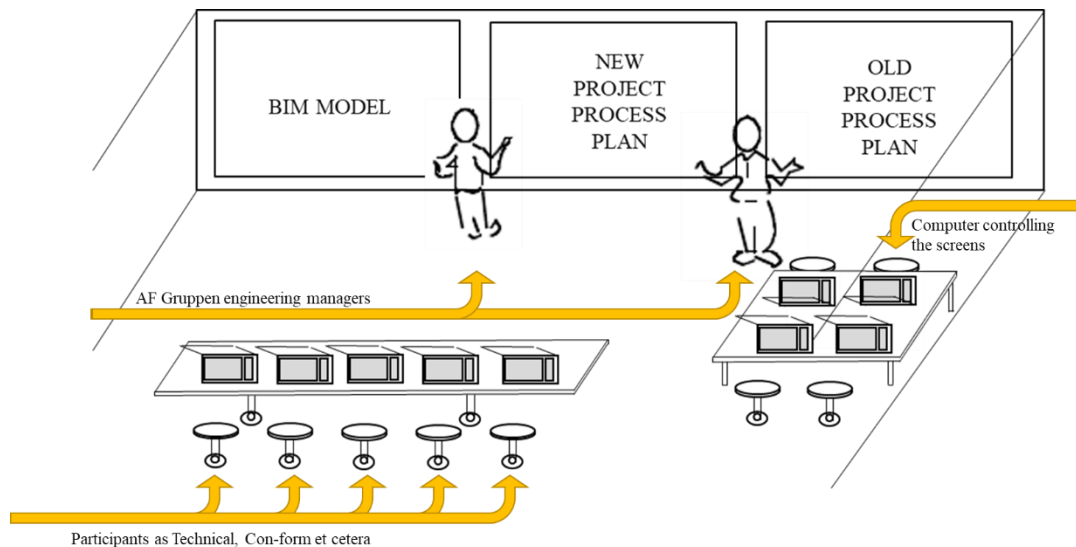 BIM MODEL
NEW
PROJECT
PROCESS
PLAN
OLD
PROJECT
PROCESS
PLAN
Computer controlling
the screens
AF Gruppen engineering managers
Participants as Technical, Con-form et cetera